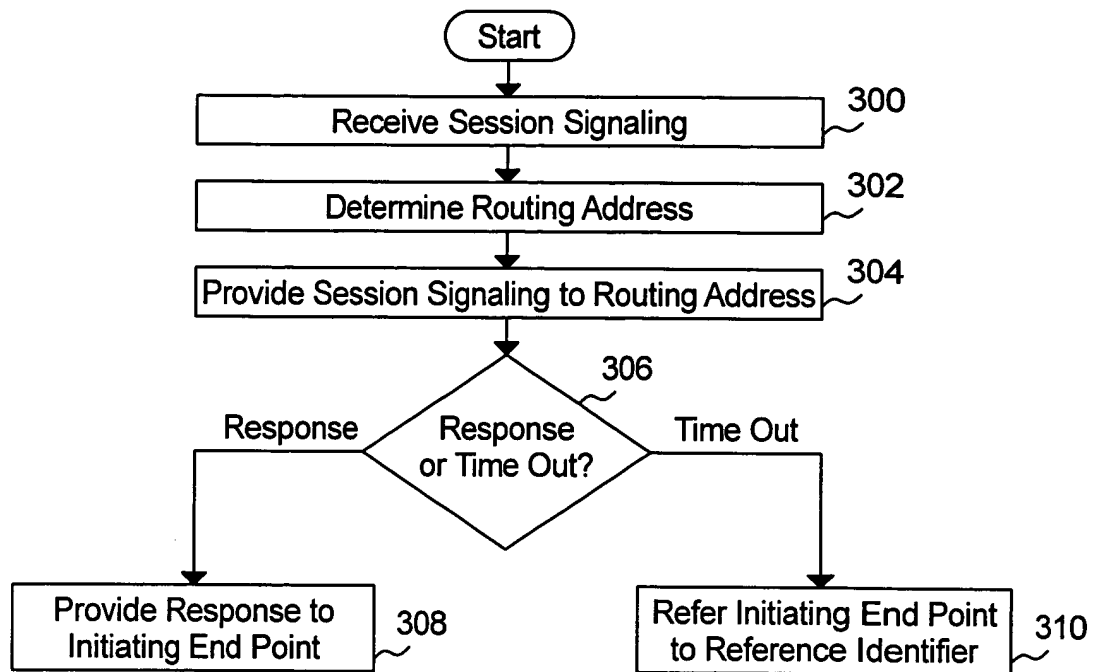 Start
Receive Session Signaling
300
Determine Routing Address
302
Provide Session Signaling to Routing Address
304
306
Response
Response
or Time Out?
Time Out
Provide Response to
Initiating End Point
308
Refer Initiating End Point
to Reference Identifier
310